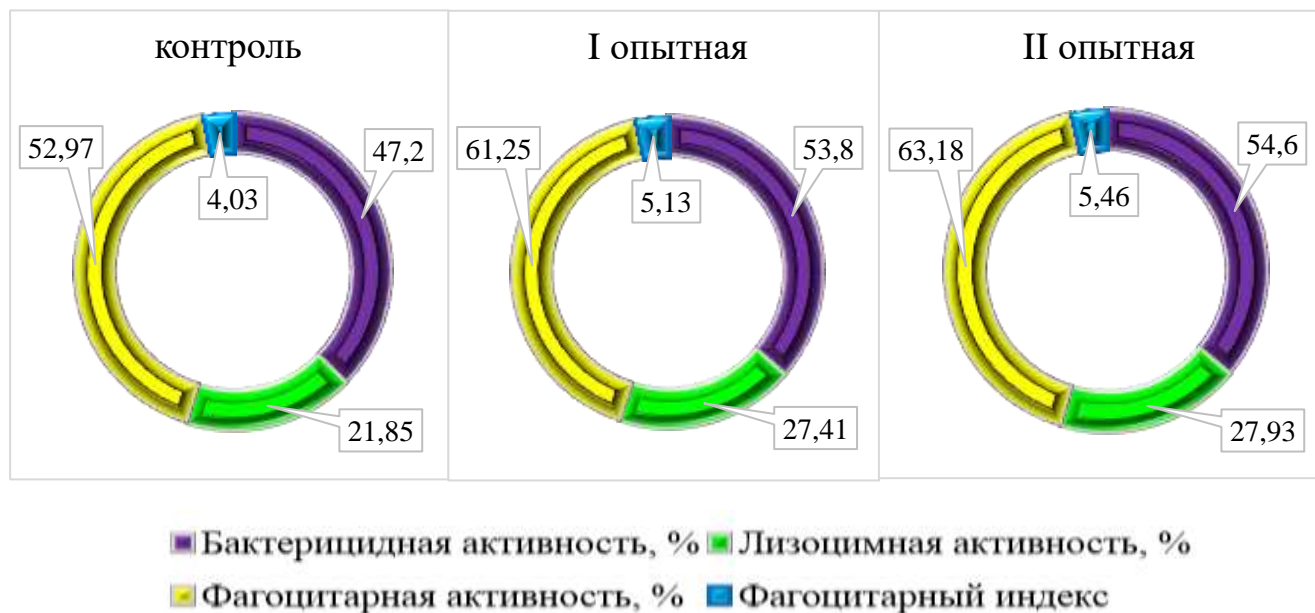 контроль
52,97
47,2
4,03
21,85
I опытная
61,25
53,8
5,13
27,41
II опытная
63,18
54,6
5,46
27,93
Бактерицидная активность, %
Лизоцимная активность, %
Фагоцитарная активность, %
Фагоцитарный индекс